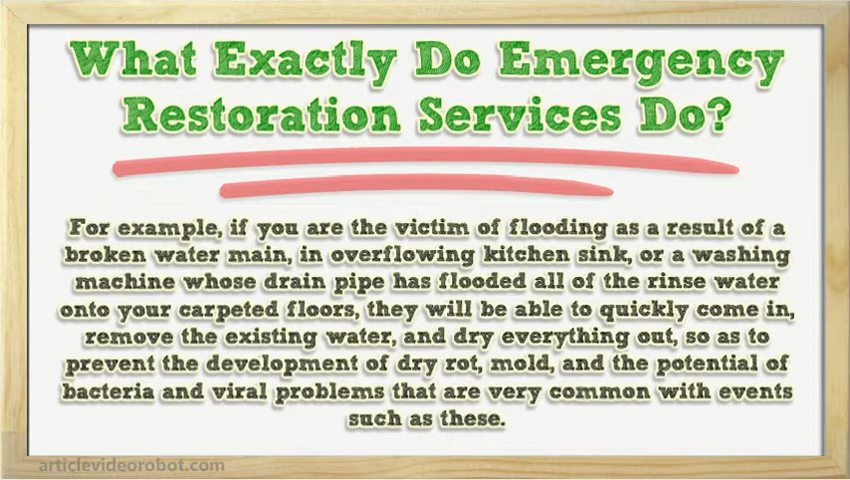 What Exactly Do Emergency
Restoration Services Do?
For example, if you are the victim of flooding as a result of a
broken water main, in overflowing kitchen sink, or a washing
machine whose drain pipe has flooded all of the rinse water
onto your carpeted floors, they will be able to quickly come in,
remove the existing water, and dry everything out, so as to
prevent the development of dry rot, mold, and the potential of
bacteria and viral problems that are very common with events
such as these.
articlevideorobot.com